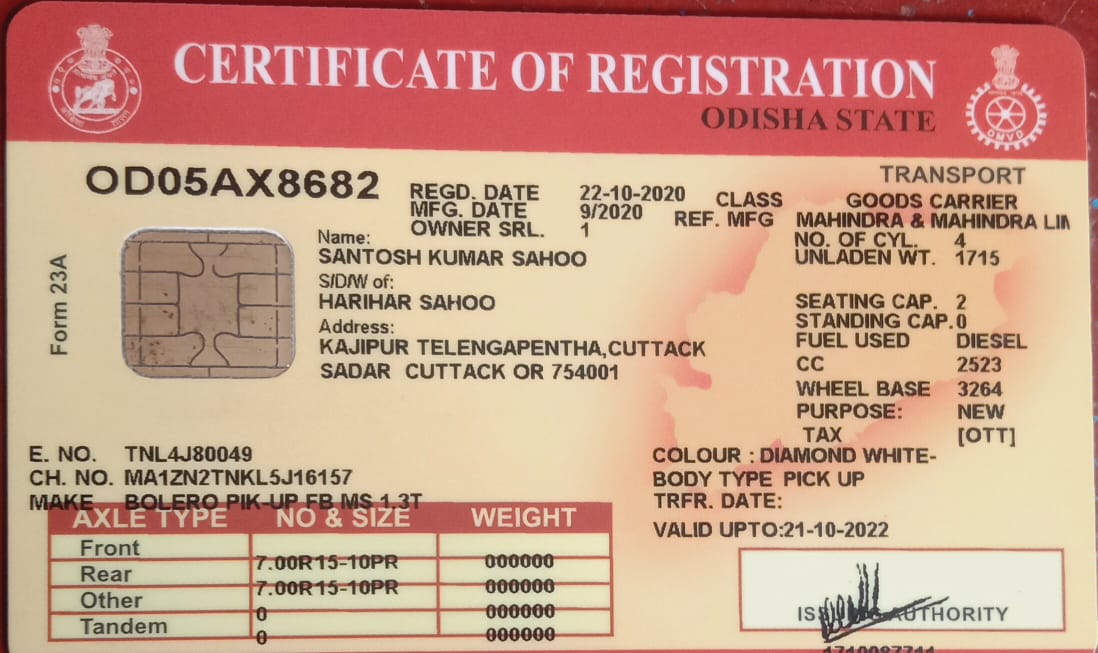 CERTIFICATE OF REGISTRATION
ODISHA STATE
OMVD
TRANSPORT
OD05AX8682
REGD. DATE 22-10-2020 CLASS GOODS CARRIER
MFG. DATE 9/2020 REF. MFG MAHINDRA & MAHINDRA LIM
OWNER SRL. 1 NO. OF CYL. 4
Name: UNLADEN WT. 1715
SANTOSH KUMAR SAHOO
S/D/W of: SEATING CAP. 2
HARIHAR SAHOO
STANDING CAP. 0
Address: FUEL USED DIESEL
KAJIPUR TELENGAPENTHA,CUTTACK
CC 2523
SADAR CUTTACK OR 754001
WHEEL BASE 3264
PURPOSE: NEW
TAX [OTT]
Form 23A
E. NO. TNL4J80049 COLOUR : DIAMOND WHITE-
CH. NO. MA1ZN2TNKL5J16157 BODY TYPE PICK UP
MAKE BOLERO PIK-UP FB MS 1.3T TRFR. DATE:
VALID UPTO:21-10-2022
AXLE TYPE NO & SIZE WEIGHT
Front 7.00R15-10PR 000000
Rear 7.00R15-10PR 000000
Other 0 000000
Tandem 0 000000
ISSUING AUTHORITY